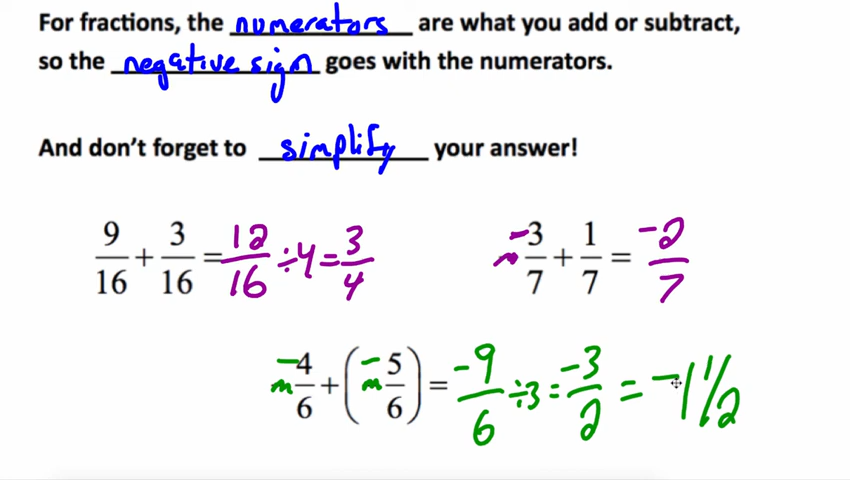 For fractions, the numerators are what you add or subtract,
so the negative sign goes with the numerators.
And don't forget to simplify your answer!
9/16 + 3/16 = 12/16 ÷4 = 3/4
-3/7 + 1/7 = -2/7
-4/6 + (-5/6) = -9/6 ÷3 = -3/2 = -1 1/2